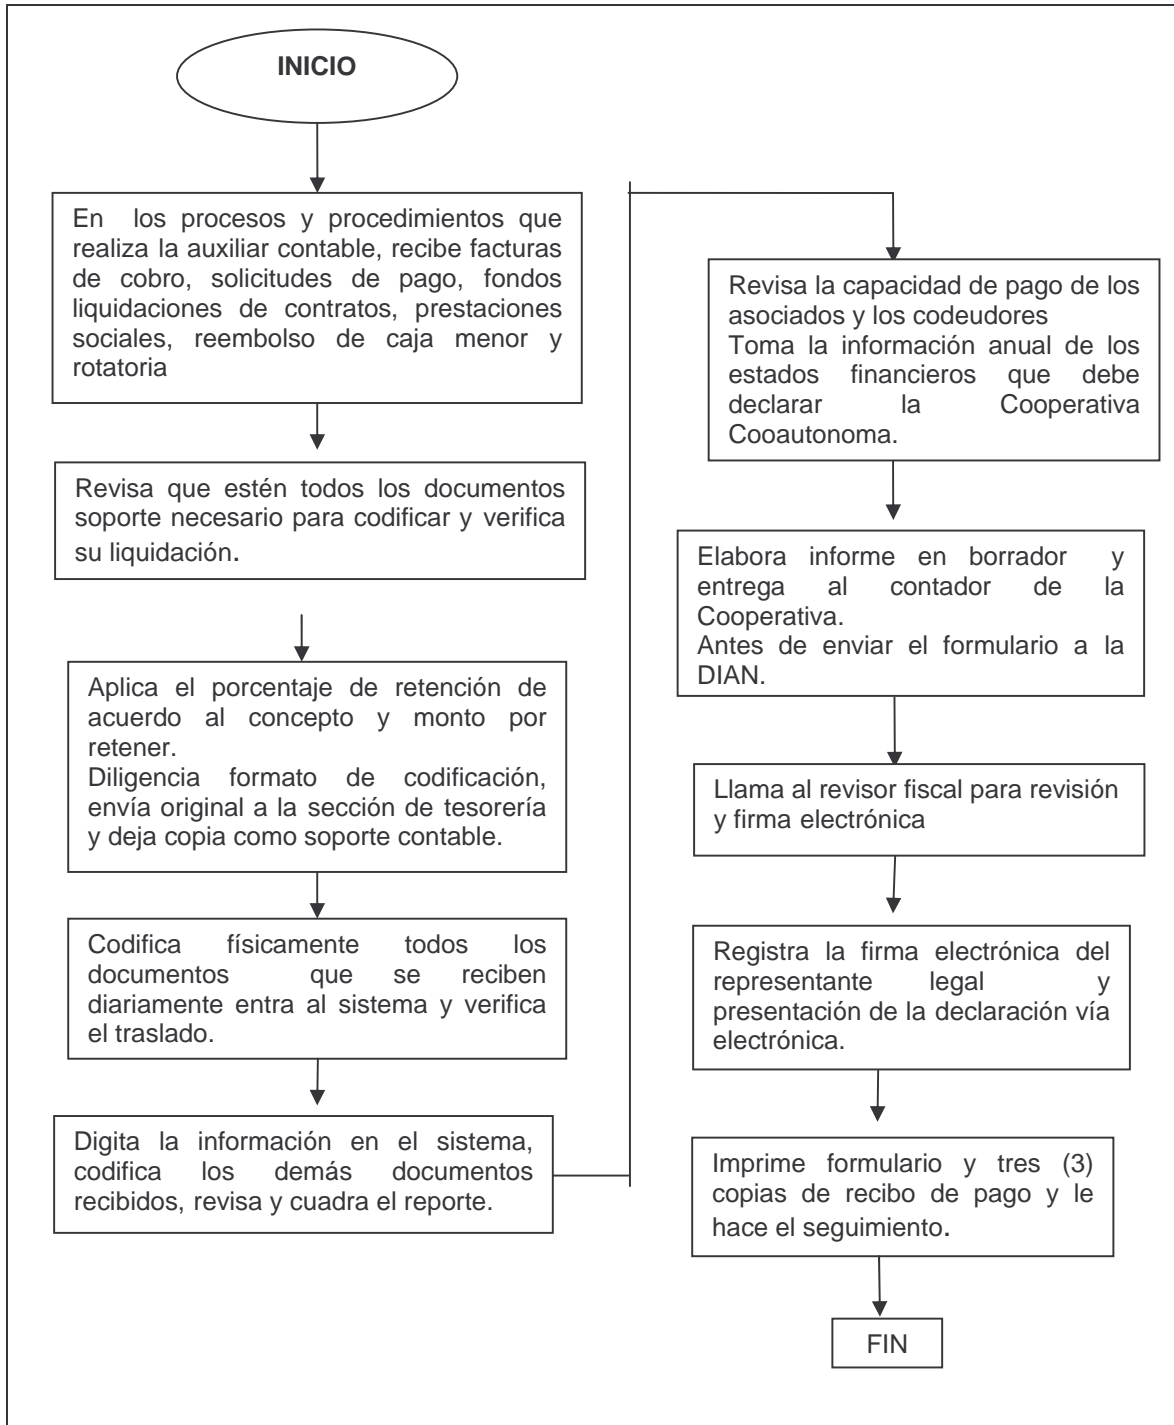 INICIO
En los procesos y procedimientos que
realiza la auxiliar contable, recibe facturas
de cobro, solicitudes de pago, fondos
liquidaciones de contratos, prestaciones
sociales, reembolso de caja menor y
rotatoria
Revisa que estén todos los documentos
soporte necesario para codificar y verifica
su liquidación.
Aplica el porcentaje de retención de
acuerdo al concepto y monto por
retener.
Diligencia formato de codificación,
envía original a la sección de tesorería
y deja copia como soporte contable.
Codifica físicamente todos los
documentos que se reciben
diariamente entra al sistema y verifica
el traslado.
Digita la información en el sistema,
codifica los demás documentos
recibidos, revisa y cuadra el reporte.
Revisa la capacidad de pago de los
asociados y los codeudores
Toma la información anual de los
estados financieros que debe
declarar la Cooperativa
Cooautonoma.
Elabora informe en borrador y
entrega al contador de la
Cooperativa.
Antes de enviar el formulario a la
DIAN.
Llama al revisor fiscal para revisión
y firma electrónica
Registra la firma electrónica del
representante legal y
presentación de la declaración vía
electrónica.
Imprime formulario y tres (3)
copias de recibo de pago y le
hace el seguimiento.
FIN